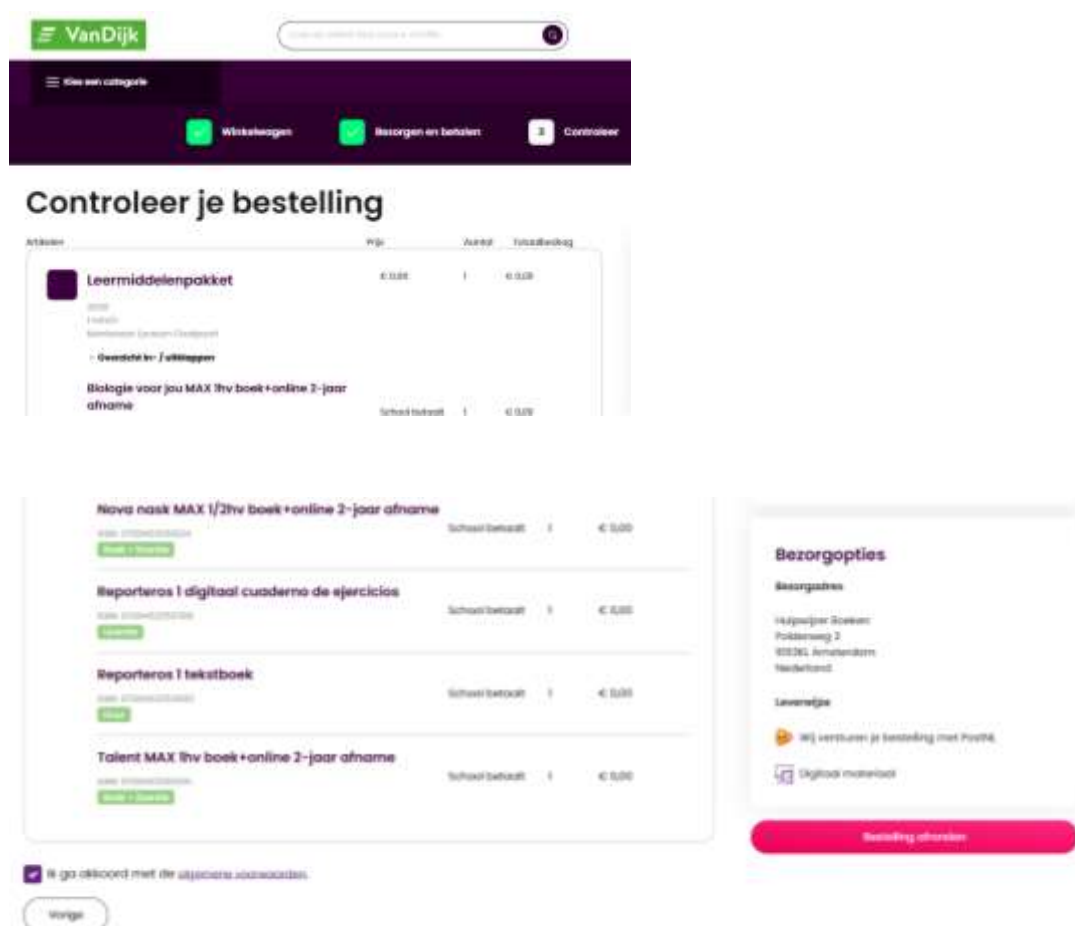 VanDijk
Kies een categorie
Winkelwagen
Bezorgen en betalen
3
Controleer
Controleer je bestelling
Artikelen Prijs Aantal Totaalbedrag
Leermiddelenpakket € 0,00 1 € 0,00
Overzicht in- / uitklappen
Biologie voor jou MAX 1hv boek+online 2-jaar
afname
School betaalt 1 € 0,00
Nova nask MAX 1/2hv boek+online 2-jaar afname
School betaalt 1 € 0,00
Boek + licentie
Reporteros 1 digitaal cuaderno de ejercicios
School betaalt 1 € 0,00
Licentie
Reporteros 1 tekstboek
School betaalt 1 € 0,00
Talent MAX 1hv boek+online 2-jaar afname
School betaalt 1 € 0,00
Boek + licentie
Ik ga akkoord met de algemene voorwaarden.
Vorige
Bezorgopties
Bezorgadres
Hulpwijzer Boeken
Polderweg 2
Amsterdam
Nederland
Leverwijze
Wij versturen je bestelling met PostNL
Digitaal materiaal
Bestelling afronden